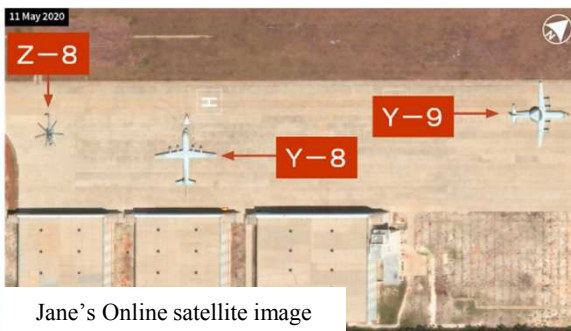 11 May 2020
N
Z-8
Y-9
H
Y-8
Jane's Online satellite image